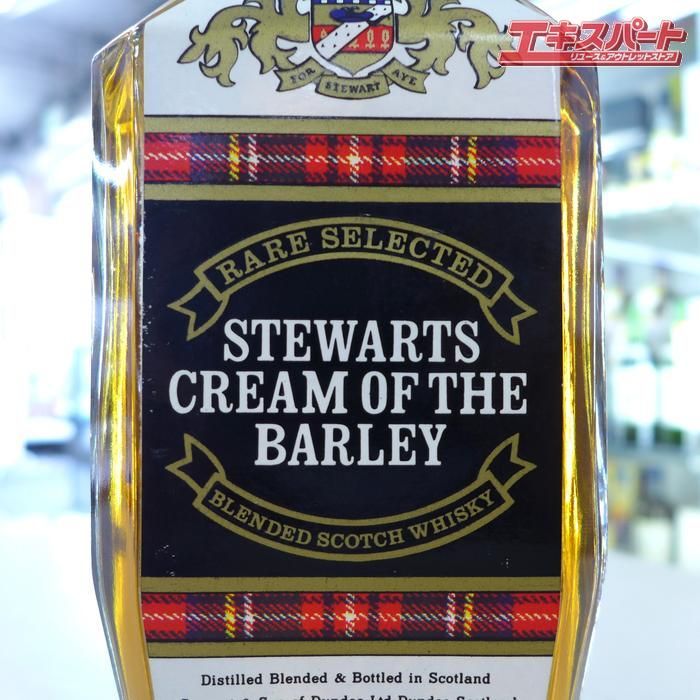 Tキスパート
リユース&アウトレットストア
FOR STEWART AYE
RARE SELECTED
STEWARTS
CREAM OF THE
BARLEY
BLENDED SCOTCH WHISKY
Distilled Blended & Bottled in Scotland